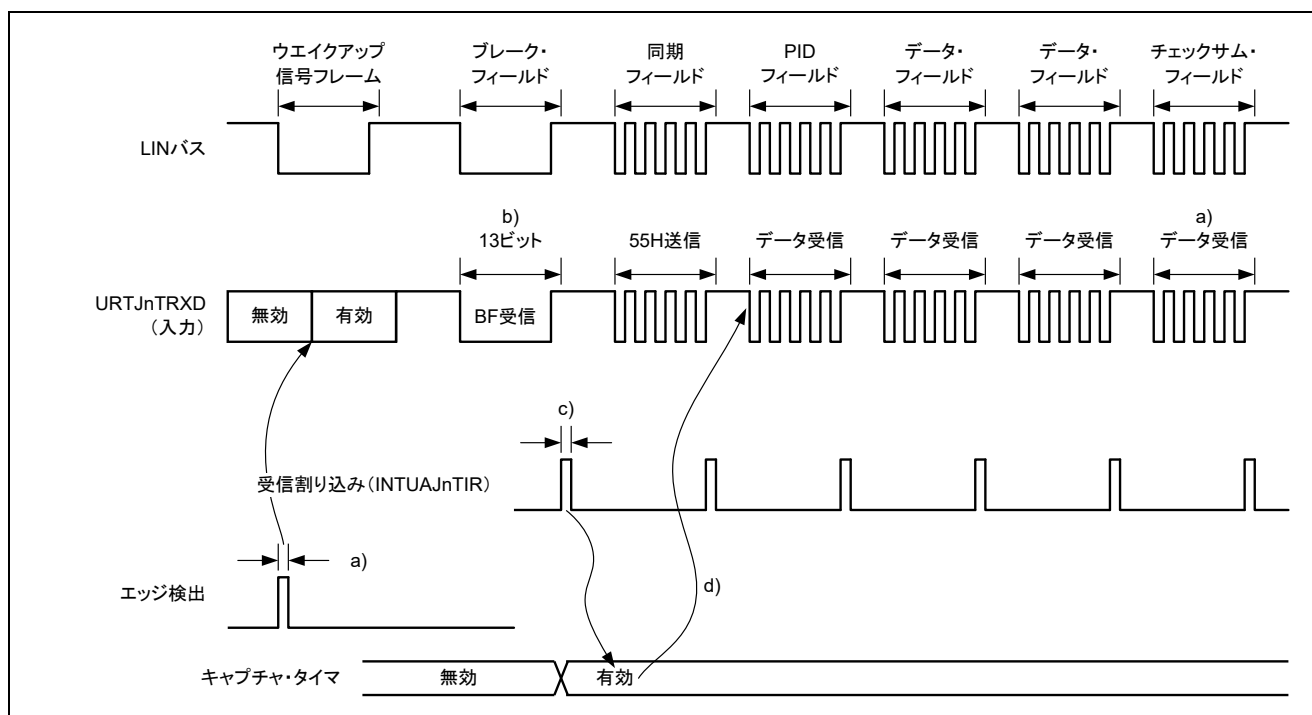 ウエイクアップ
信号フレーム
ブレーク・
フィールド
同期
フィールド
PID
フィールド
データ・
フィールド
データ・
フィールド
チェックサム・
フィールド
LINバス
b)
13ビット
55H送信
データ受信
データ受信
データ受信
a)
データ受信
URTJnTRXD
（入力）
無効
有効
BF受信
c)
受信割り込み（INTUAJnTIR）
a)
エッジ検出
d)
キャプチャ・タイマ
無効
有効